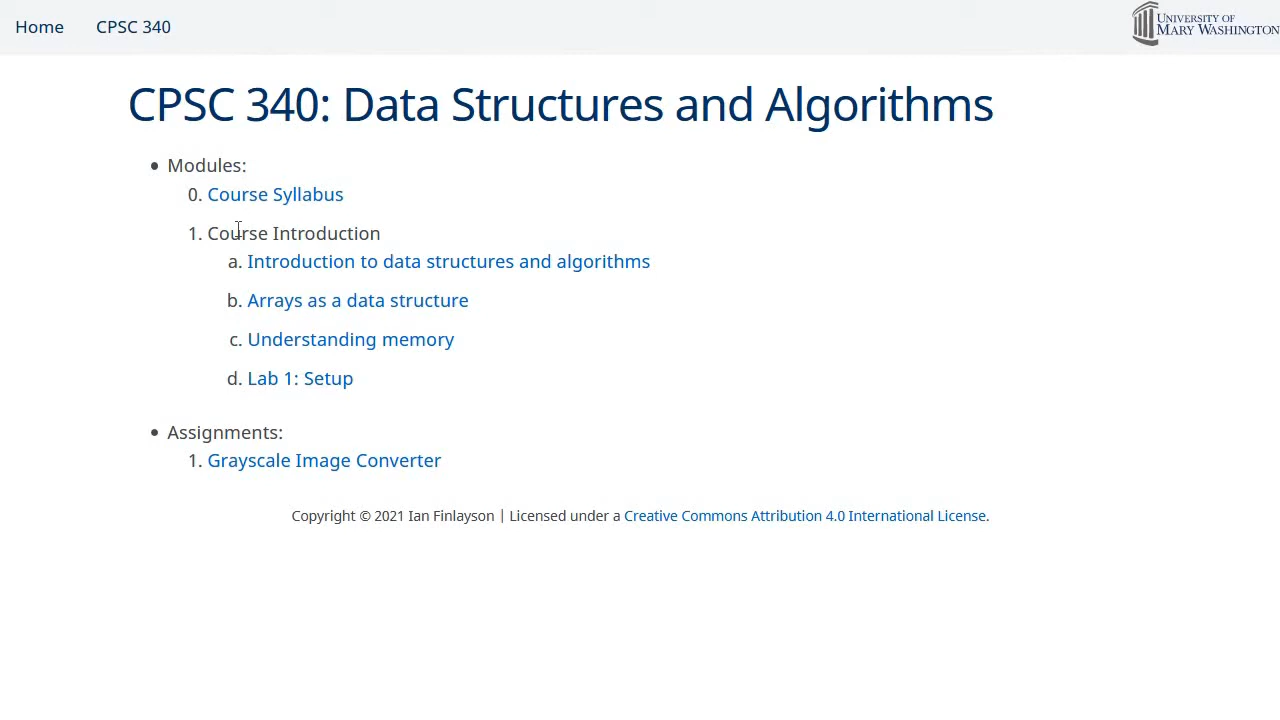 Home CPSC 340
UNIVERSITY OF
MARY WASHINGTON
CPSC 340: Data Structures and Algorithms
• Modules:
0. Course Syllabus
1. Course Introduction
a. Introduction to data structures and algorithms
b. Arrays as a data structure
c. Understanding memory
d. Lab 1: Setup
• Assignments:
1. Grayscale Image Converter
Copyright © 2021 Ian Finlayson | Licensed under a Creative Commons Attribution 4.0 International License.